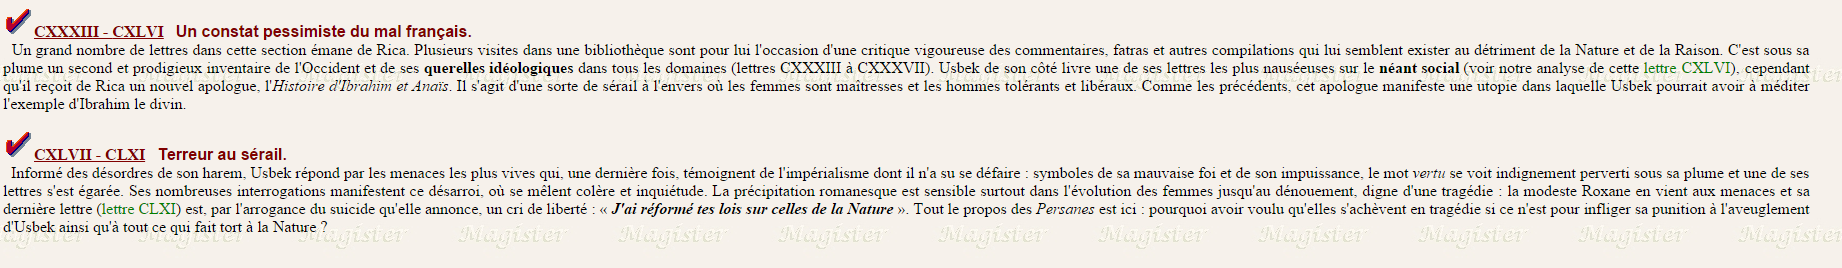 CXXXIII - CXLVI Un constat pessimiste du mal français.
Un grand nombre de lettres dans cette section émane de Rica. Plusieurs visites dans une bibliothèque sont pour lui l'occasion d'une critique vigoureuse des commentaires, fatras et autres compilations qui lui semblent exister au détriment de la Nature et de la Raison. C'est sous sa
plume un second et prodigieux inventaire de l'Occident et de ses querelles idéologiques dans tous les domaines (lettres CXXXIII à CXXXVII). Usbek de son côté livre une de ses lettres les plus nauséeuses sur le néant social (voir notre analyse de cette lettre CXLVI), cependant
qu'il reçoit de Rica un nouvel apologue, l'Histoire d'Ibrahim et Anaïs. Il s'agit d'une sorte de sérail à l'envers où les femmes sont maîtresses et les hommes tolérants et libéraux. Comme les précédents, cet apologue manifeste une utopie dans laquelle Usbek pourrait avoir à méditer
l'exemple d'Ibrahim le divin.
CXLVII - CLXI Terreur au sérail.
Informé des désordres de son harem, Usbek répond par les menaces les plus vives qui, une dernière fois, témoignent de l'impérialisme dont il n'a su se défaire : symboles de sa mauvaise foi et de son impuissance, le mot vertu se voit indignement perverti sous sa plume et une de ses
lettres s'est égarée. Ses nombreuses interrogations manifestent ce désarroi, où se mêlent colère et inquiétude. La précipitation romanesque est sensible surtout dans l'évolution des femmes jusqu'au dénouement, digne d'une tragédie : la modeste Roxane en vient aux menaces et sa
dernière lettre (lettre CLXI) est, par l'arrogance du suicide qu'elle annonce, un cri de liberté : « J'ai réformé tes lois sur celles de la Nature ». Tout le propos des Persanes est ici : pourquoi avoir voulu qu'elles s'achèvent en tragédie si ce n'est pour infliger sa punition à l'aveuglement
d'Usbek ainsi qu'à tout ce qui fait tort à la Nature ?
Magister Magister Magister Magister Magister Magister Magister Magister Magister Magister Magister